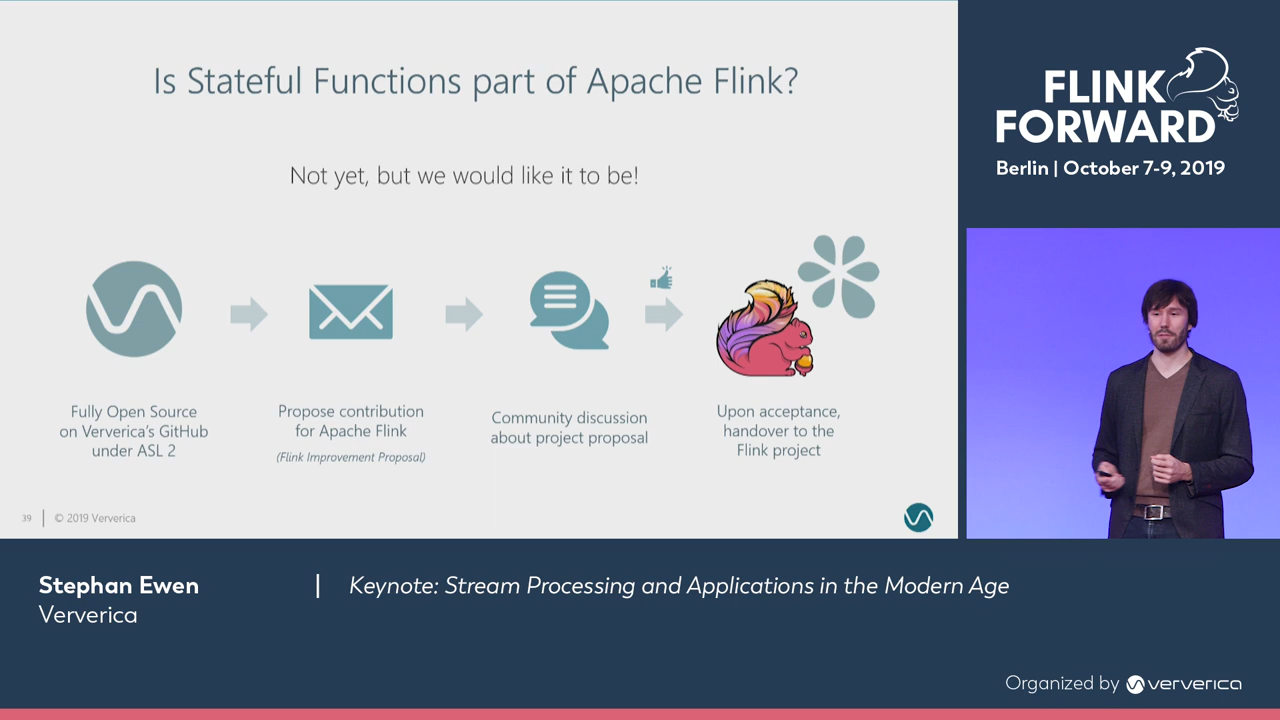 Is Stateful Functions part of Apache Flink?
Not yet, but we would like it to be!
Fully Open Source
on Ververica's GitHub
under ASL 2
Propose contribution
for Apache Flink
(Flink Improvement Proposal)
Community discussion
about project proposal
Upon acceptance,
handover to the
Flink project
39 | © 2019 Ververica
FLINK
FORWARD
Berlin | October 7-9, 2019
Stephan Ewen | Keynote: Stream Processing and Applications in the Modern Age
Ververica
Organized by ververica